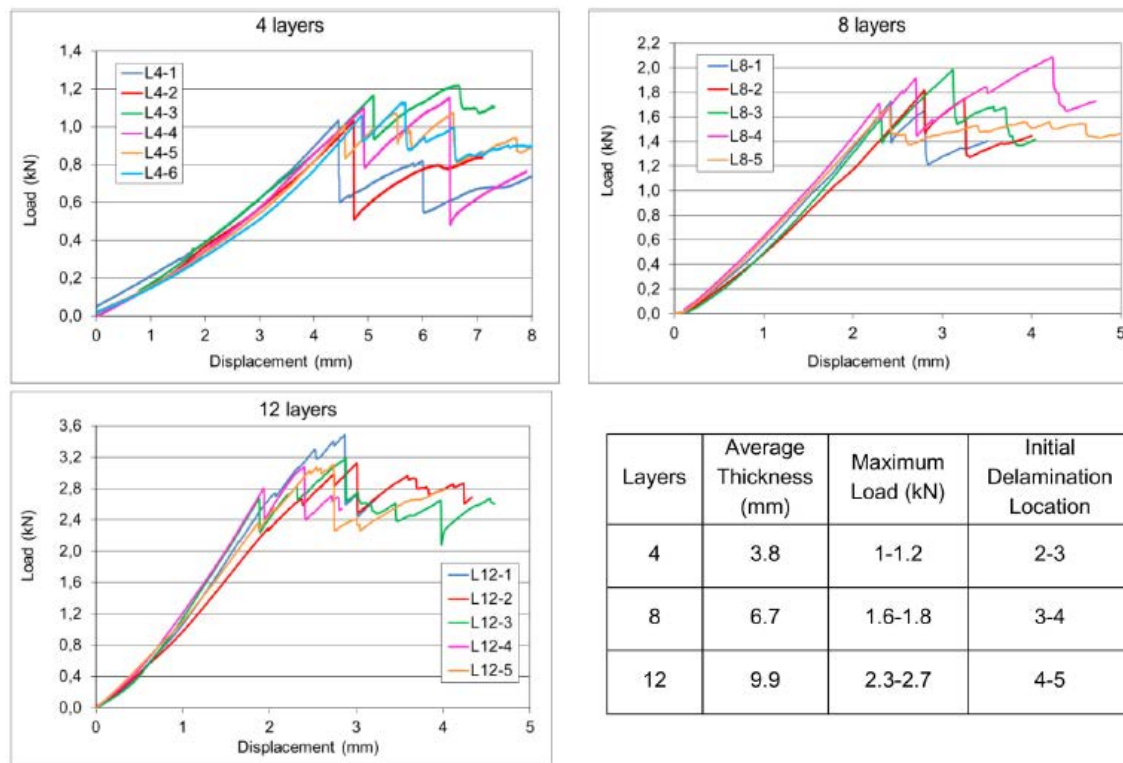 4 layers
1,4
1,2
1,0
0,8
0,6
0,4
0,2
0,0
Load (kN)
L4-1
L4-2
L4-3
L4-4
L4-5
L4-6
0 1 2 3 4 5 6 7 8
Displacement (mm)
8 layers
2,2
2,0
1,8
1,6
1,4
1,2
1,0
0,8
0,6
0,4
0,2
0,0
Load (kN)
L8-1
L8-2
L8-3
L8-4
L8-5
0 1 2 3 4 5
Displacement (mm)
12 layers
3,6
3,2
2,8
2,4
2,0
1,6
1,2
0,8
0,4
0,0
Load (kN)
L12-1
L12-2
L12-3
L12-4
L12-5
0 1 2 3 4 5
Displacement (mm)
Layers
Average
Thickness
(mm)
Maximum
Load (kN)
Initial
Delamination
Location
4 3.8 1-1.2 2-3
8 6.7 1.6-1.8 3-4
12 9.9 2.3-2.7 4-5